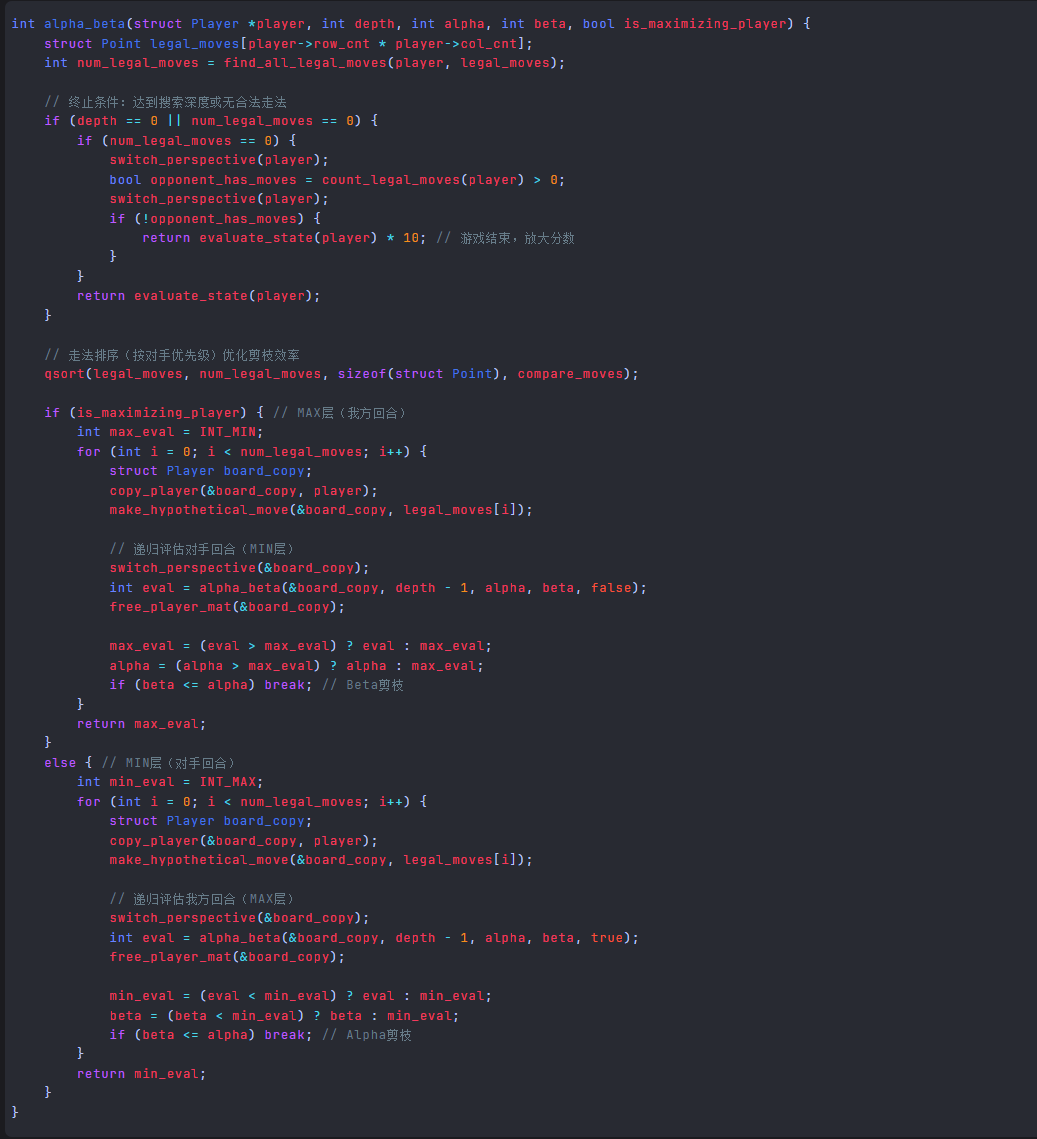 int alpha_beta(struct Player *player, int depth, int alpha, int beta, bool is_maximizing_player) {
    struct Point legal_moves[player->row_cnt * player->col_cnt];
    int num_legal_moves = find_all_legal_moves(player, legal_moves);

    // 终止条件：达到搜索深度或无合法走法
    if (depth == 0 || num_legal_moves == 0) {
        if (num_legal_moves == 0) {
            switch_perspective(player);
            bool opponent_has_moves = count_legal_moves(player) > 0;
            switch_perspective(player);
            if (!opponent_has_moves) {
                return evaluate_state(player) * 10; // 游戏结束，放大分数
            }
        }
        return evaluate_state(player);
    }

    // 走法排序（按对手优先级）优化剪枝效率
    qsort(legal_moves, num_legal_moves, sizeof(struct Point), compare_moves);

    if (is_maximizing_player) { // MAX层（我方回合）
        int max_eval = INT_MIN;
        for (int i = 0; i < num_legal_moves; i++) {
            struct Player board_copy;
            copy_player(&board_copy, player);
            make_hypothetical_move(&board_copy, legal_moves[i]);

            // 递归评估对手回合（MIN层）
            switch_perspective(&board_copy);
            int eval = alpha_beta(&board_copy, depth - 1, alpha, beta, false);
            free_player_mat(&board_copy);

            max_eval = (eval > max_eval) ? eval : max_eval;
            alpha = (alpha > max_eval) ? alpha : max_eval;
            if (beta <= alpha) break; // Beta剪枝
        }
        return max_eval;
    }
    else { // MIN层（对手回合）
        int min_eval = INT_MAX;
        for (int i = 0; i < num_legal_moves; i++) {
            struct Player board_copy;
            copy_player(&board_copy, player);
            make_hypothetical_move(&board_copy, legal_moves[i]);

            // 递归评估我方回合（MAX层）
            switch_perspective(&board_copy);
            int eval = alpha_beta(&board_copy, depth - 1, alpha, beta, true);
            free_player_mat(&board_copy);

            min_eval = (eval < min_eval) ? eval : min_eval;
            beta = (beta < min_eval) ? beta : min_eval;
            if (beta <= alpha) break; // Alpha剪枝
        }
        return min_eval;
    }
}